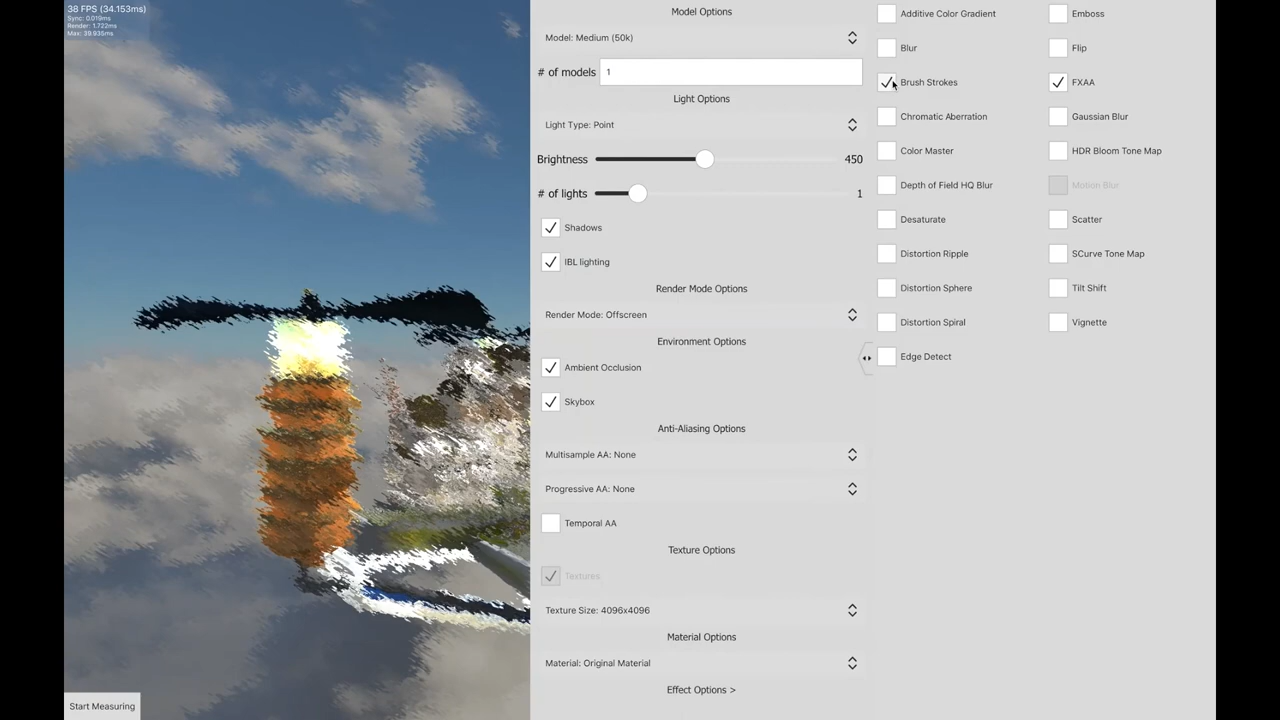 38 FPS (34.153ms)
Sync: 0.019ms
Render: 1.722ms
Max: 39.935ms
Start Measuring
Model Options
Model: Medium (50k)
# of models 1
Light Options
Light Type: Point
Brightness 450
# of lights 1
Shadows
IBL lighting
Render Mode Options
Render Mode: Offscreen
Environment Options
Ambient Occlusion
Skybox
Anti-Aliasing Options
Multisample AA: None
Progressive AA: None
Temporal AA
Texture Options
Textures
Texture Size: 4096x4096
Material Options
Material: Original Material
Effect Options >
Additive Color Gradient
Blur
Brush Strokes
Chromatic Aberration
Color Master
Depth of Field HQ Blur
Desaturate
Distortion Ripple
Distortion Sphere
Distortion Spiral
Edge Detect
Emboss
Flip
FXAA
Gaussian Blur
HDR Bloom Tone Map
Motion Blur
Scatter
SCurve Tone Map
Tilt Shift
Vignette